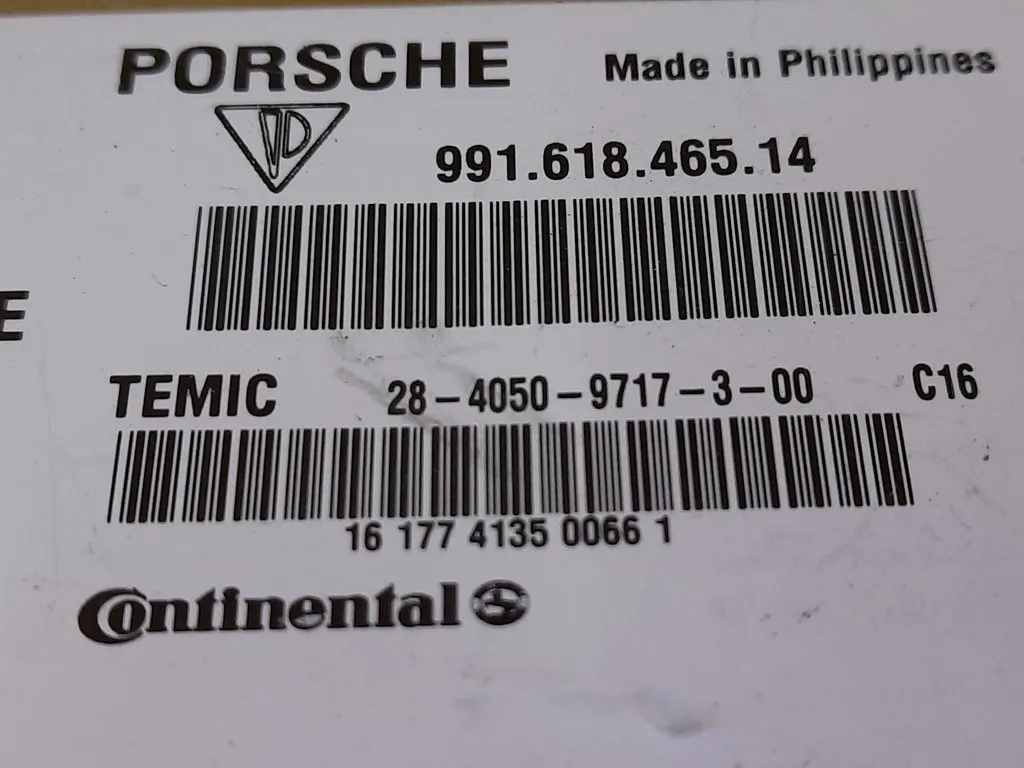 PORSCHE Made in Philippines
991.618.465.14
E
TEMIC 28-4050-9717-3-00 C16
16 177 4135 0066 1
Continental